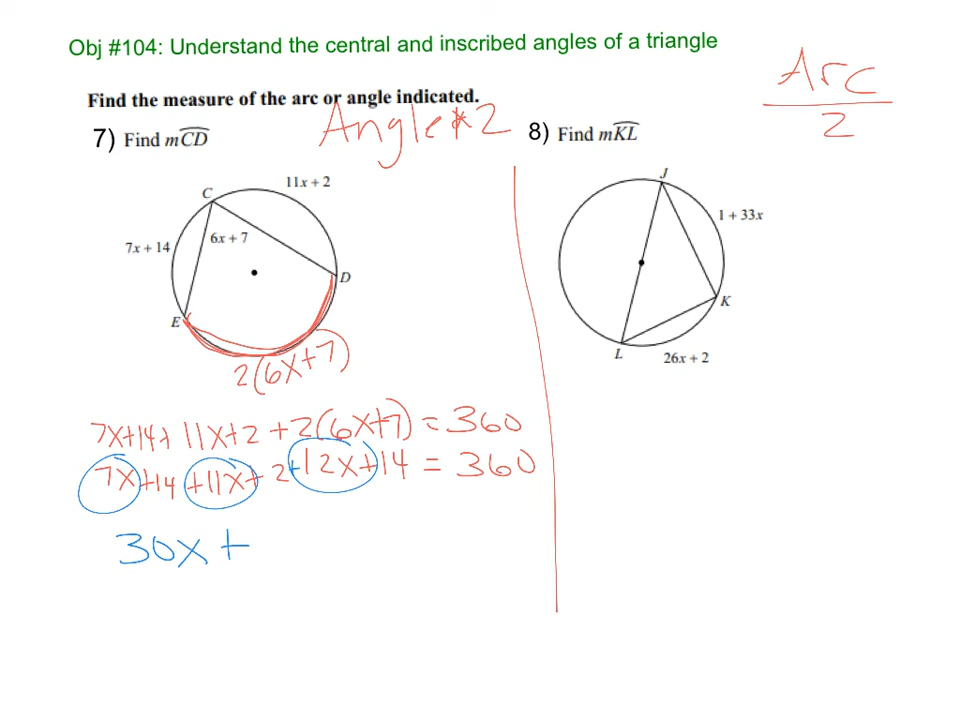 Obj #104: Understand the central and inscribed angles of a triangle
Arc
2
Find the measure of the arc or angle indicated.
Angle*2
7) Find mCD
8) Find mKL
C
11x + 2
7x + 14
6x + 7
D
E
2(6x+7)
J
1 + 33x
K
L
26x + 2
7x+14+ 11x+2 +2(6x+7) = 360
7x+14 +11x+2+12x+14 = 360
30x +